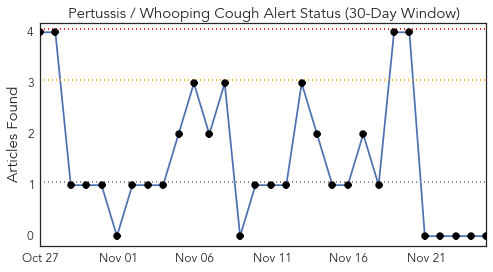 Pertussis / Whooping Cough Alert Status (30-Day Window)
Articles Found
4
3
2
1
0
Oct 27 Nov 01 Nov 06 Nov 11 Nov 16 Nov 21